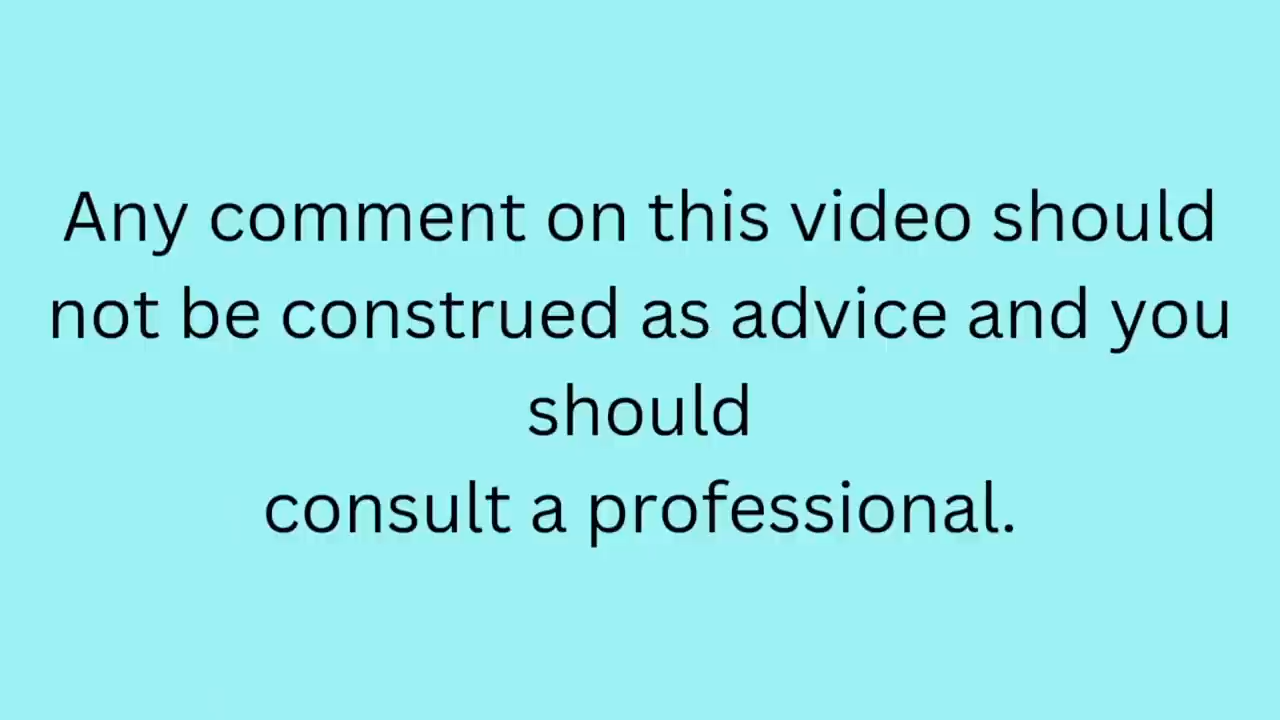 Any comment on this video should
not be construed as advice and you
should
consult a professional.